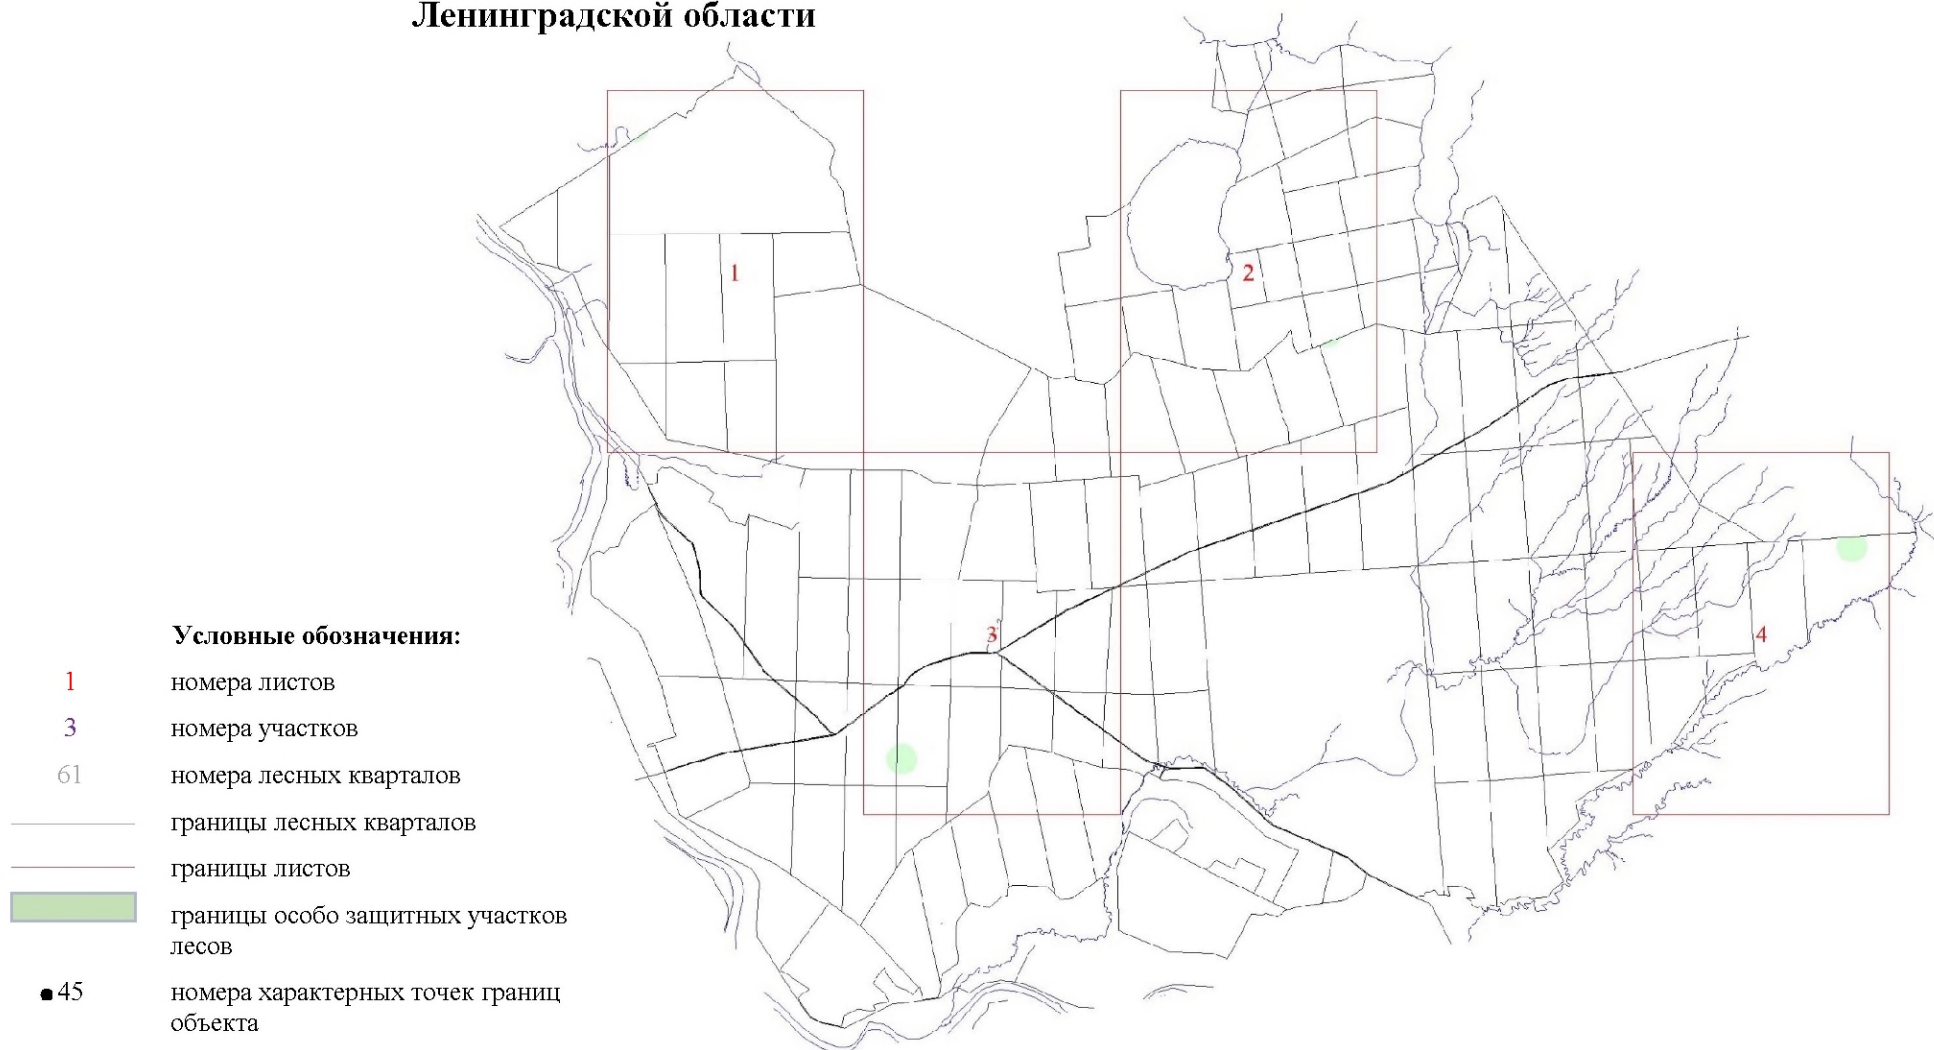 Ленинградской области
1
2
3
4
Условные обозначения:
1 номера листов
3 номера участков
61 номера лесных кварталов
границы лесных кварталов
границы листов
границы особо защитных участков
лесов
45 номера характерных точек границ
объекта